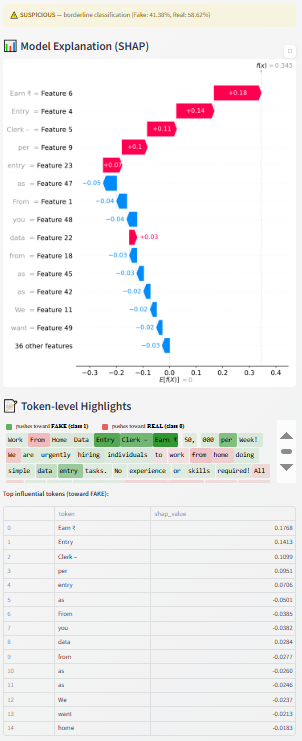 ⚠ SUSPICIOUS — borderline classification (Fake: 41.38%, Real: 58.62%)
Model Explanation (SHAP)
f(x) = 0.345
Earn ₹ = Feature 6 +0.18
Entry = Feature 4 +0.14
Clerk – = Feature 5 +0.11
per = Feature 9 +0.1
entry = Feature 23 +0.07
as = Feature 47 −0.05
From = Feature 1 −0.04
you = Feature 48 −0.04
data = Feature 22 +0.03
from = Feature 18 −0.03
as = Feature 45 −0.03
as = Feature 42 −0.02
We = Feature 11 −0.02
want = Feature 49 −0.02
36 other features −0.03
−0.3 −0.2 −0.1 0.0 0.1 0.2 0.3 0.4
E[f(X)] = 0
Token-level Highlights
pushes toward FAKE (class 1) pushes toward REAL (class 0)
Work From Home Data Entry Clerk – Earn ₹ 50, 000 per Week!
We are urgently hiring individuals to work from home doing
simple data entry tasks. No experience or skills required! All
Top influential tokens (toward FAKE):
token shap_value
0 Earn ₹ 0.1768
1 Entry 0.1413
2 Clerk – 0.1099
3 per 0.0951
4 entry 0.0706
5 as -0.0501
6 From -0.0385
7 you -0.0382
8 data 0.0284
9 from -0.0277
10 as -0.0260
11 as -0.0246
12 We -0.0237
13 want -0.0213
14 home -0.0183